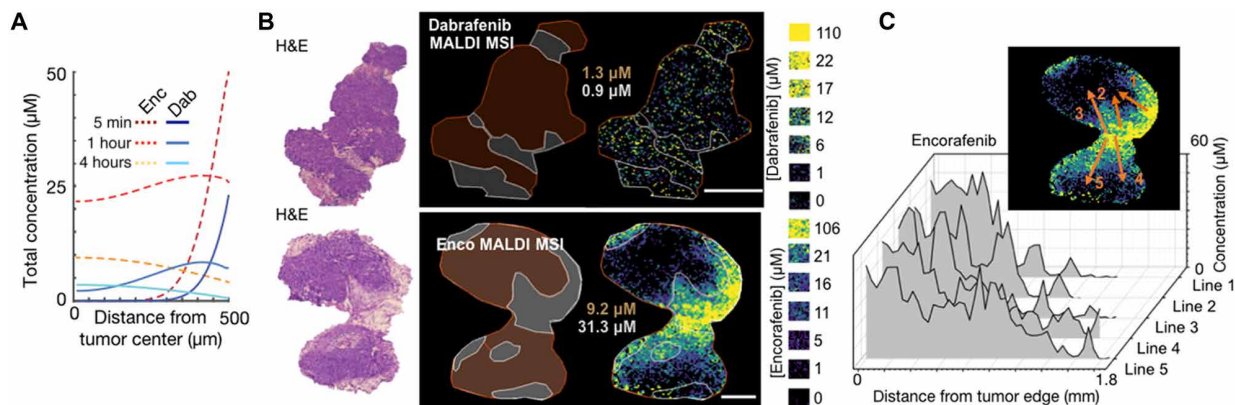 A
50
25
0
Total concentration (µM)
Enc
Dab
5 min
1 hour
4 hours
0
500
Distance from
tumor center (µm)
B
H&E
H&E
Dabrafenib
MALDI MSI
1.3 µM
0.9 µM
Enco MALDI MSI
9.2 µM
31.3 µM
[Dabrafenib] (µM)
110
22
17
12
6
1
0
[Encorafenib] (µM)
106
21
16
11
5
1
0
C
1
2
3
4
5
Encorafenib
60
0
Concentration (µM)
Line 1
Line 2
Line 3
Line 4
Line 5
0
1.8
Distance from tumor edge (mm)